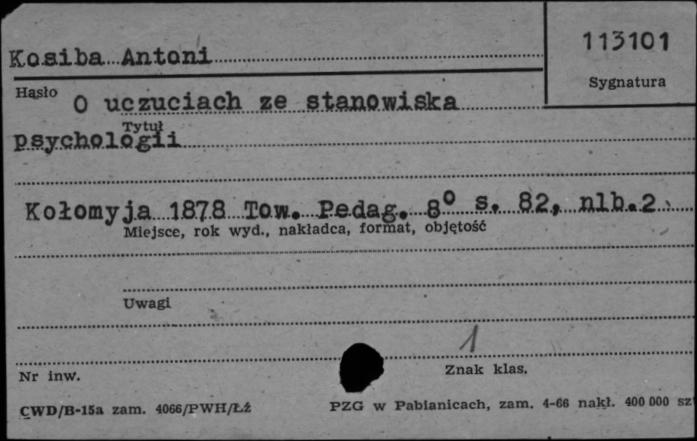 Kosiba Antoni
113101
Sygnatura
Hasło
O uczuciach ze stanowiska
Tytuł
psychologii
Kołomyja 1878 Tow. Pedag. 8° s. 82, nlb.2
Miejsce, rok wyd., nakładca, format, objętość
Uwagi
1
Nr inw.
Znak klas.
CWD/B-15a zam. 4066/PWH/Łż
PZG w Pabianicach, zam. 4-66 nakł. 400 000 sz